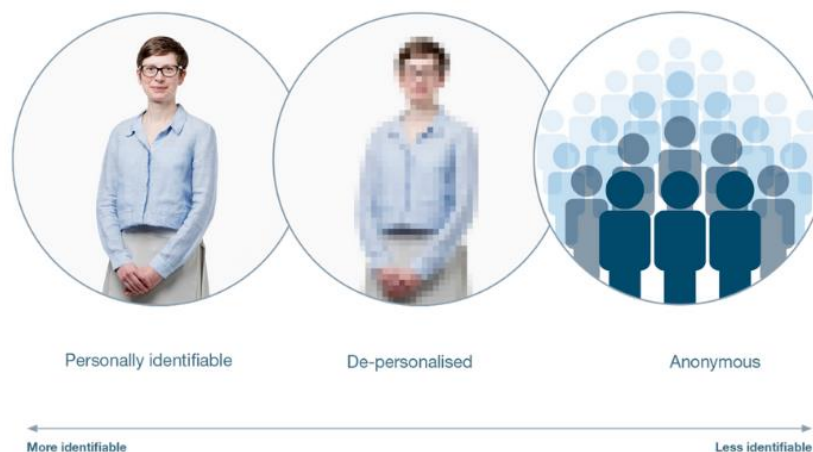 Personally identifiable
De-personalised
Anonymous
More identifiable
Less identifiable